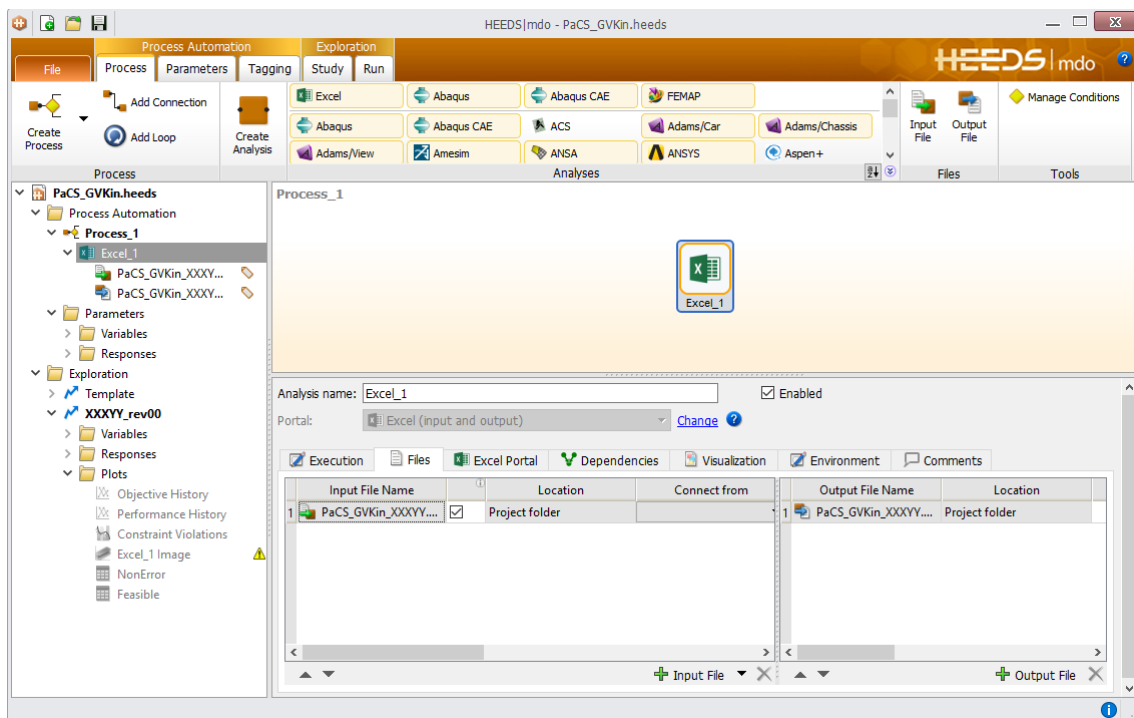 HEEDS|mdo - PaCS_GVKin.heeds
Process Automation
Exploration
File
Process
Parameters
Tagging
Study
Run
HEEDS | mdo
Create Process
Add Connection
Add Loop
Create Analysis
Excel
Abaqus
Abaqus CAE
FEMAP
Abaqus
Abaqus CAE
ACS
Adams/Car
Adams/Chassis
Adams/View
Amesim
ANSA
ANSYS
Aspen+
Input File
Output File
Manage Conditions
Process
Analyses
Files
Tools
PaCS_GVKin.heeds
Process Automation
Process_1
Excel_1
PaCS_GVKin_XXXY...
PaCS_GVKin_XXXY...
Parameters
Variables
Responses
Exploration
Template
XXXYY_rev00
Variables
Responses
Plots
Objective History
Performance History
Constraint Violations
Excel_1 Image
NonError
Feasible
Process_1
Excel_1
Analysis name: Excel_1
Enabled
Portal: Excel (input and output)
Change
Execution
Files
Excel Portal
Dependencies
Visualization
Environment
Comments
Input File Name
Location
Connect from
Output File Name
Location
1 PaCS_GVKin_XXXYY.... Project folder
1 PaCS_GVKin_XXXYY.... Project folder
Input File
Output File